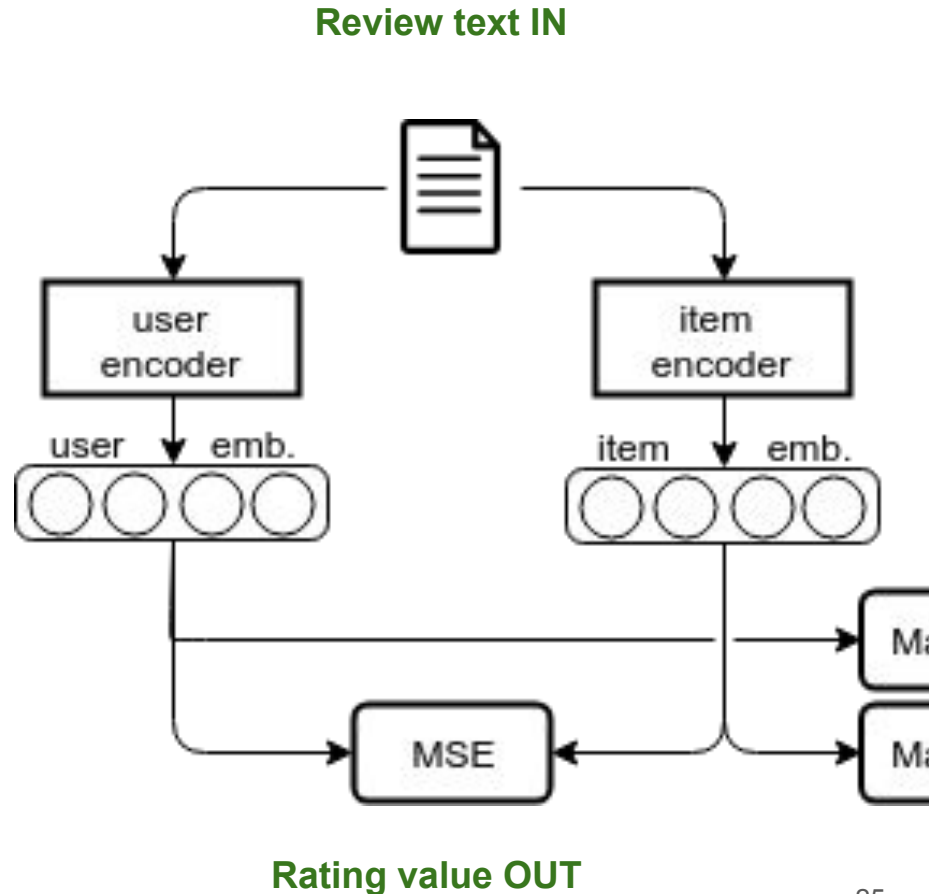 Review text IN
user
encoder
item
encoder
user emb.
item emb.
MSE
Rating value OUT